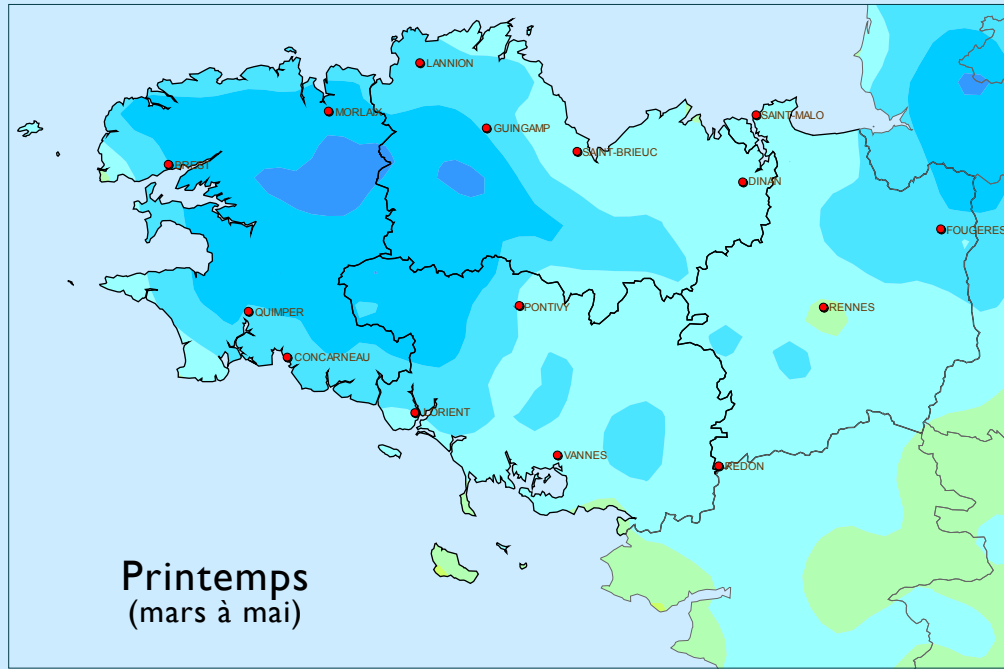 LANNION
MORLAIX
GUINGAMP
SAINT-MALO
SAINT-BRIEUC
BREST
DINAN
FOUGERES
PONTIVY
RENNES
QUIMPER
CONCARNEAU
LORIENT
VANNES
REDON
Printemps
(mars à mai)